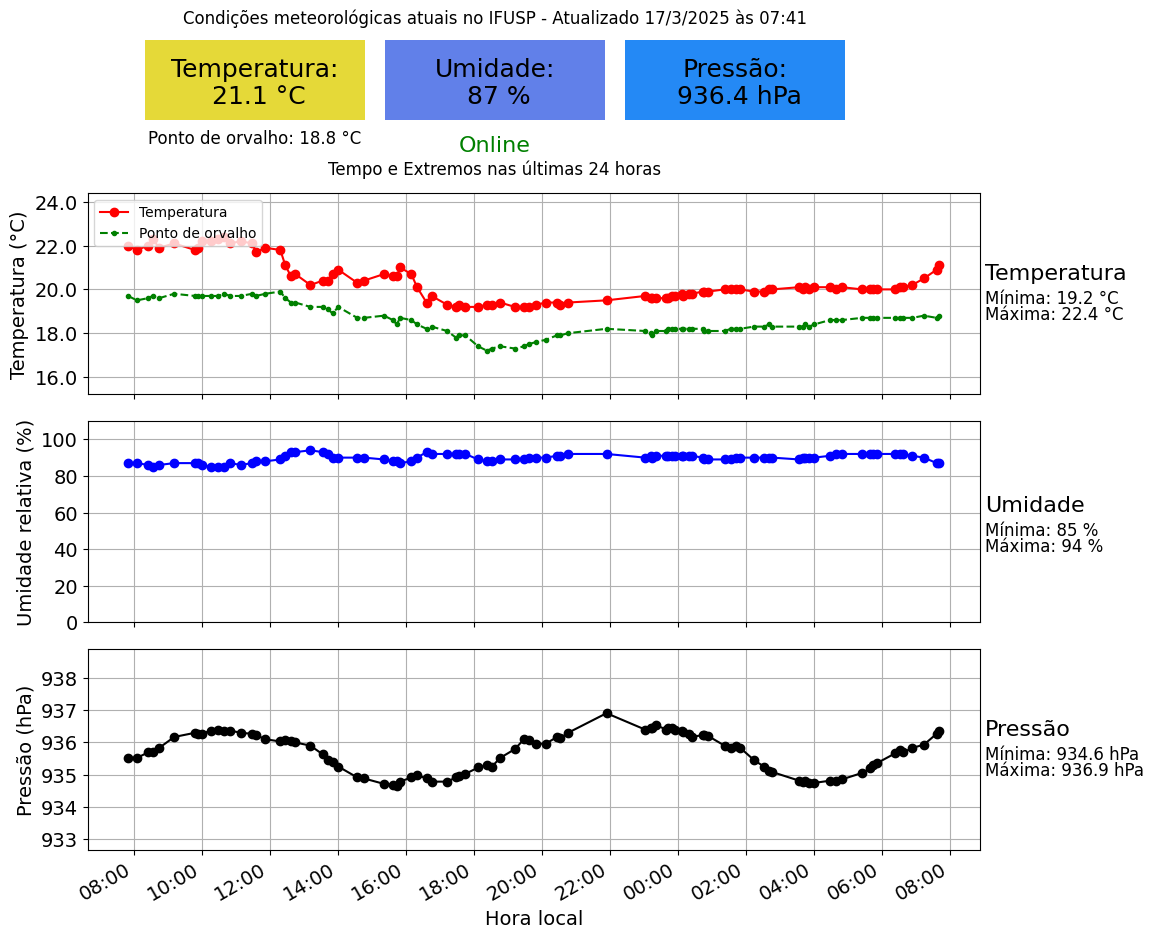 Condições meteorológicas atuais no IFUSP - Atualizado 17/3/2025 às 07:41
Temperatura:
21.1 °C
Umidade:
87 %
Pressão:
936.4 hPa
Ponto de orvalho: 18.8 °C
Online
Tempo e Extremos nas últimas 24 horas
Temperatura (°C)
24.0
22.0
20.0
18.0
16.0
Temperatura
Ponto de orvalho
Temperatura
Mínima: 19.2 °C
Máxima: 22.4 °C
Umidade relativa (%)
100
80
60
40
20
0
Umidade
Mínima: 85 %
Máxima: 94 %
Pressão (hPa)
938
937
936
935
934
933
Pressão
Mínima: 934.6 hPa
Máxima: 936.9 hPa
08:00 10:00 12:00 14:00 16:00 18:00 20:00 22:00 00:00 02:00 04:00 06:00 08:00
Hora local